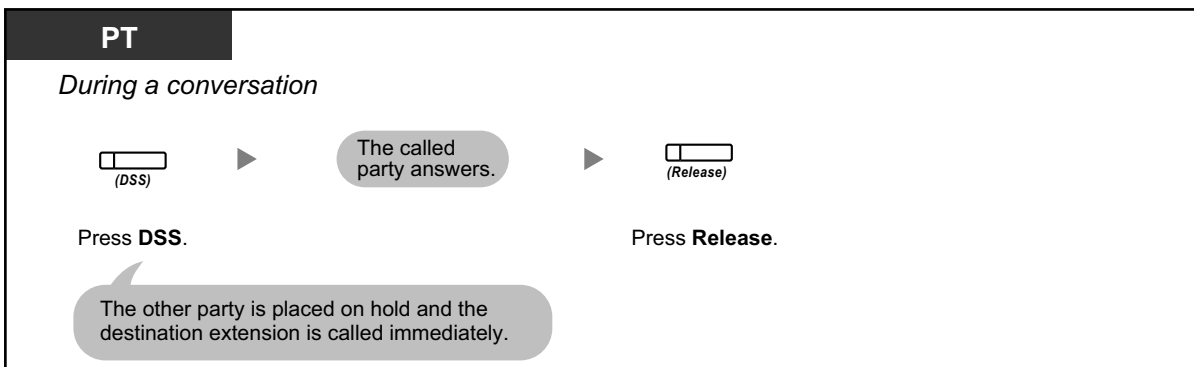 PT
During a conversation
The called
party answers.
(DSS)
(Release)
Press DSS.
Press Release.
The other party is placed on hold and the
destination extension is called immediately.